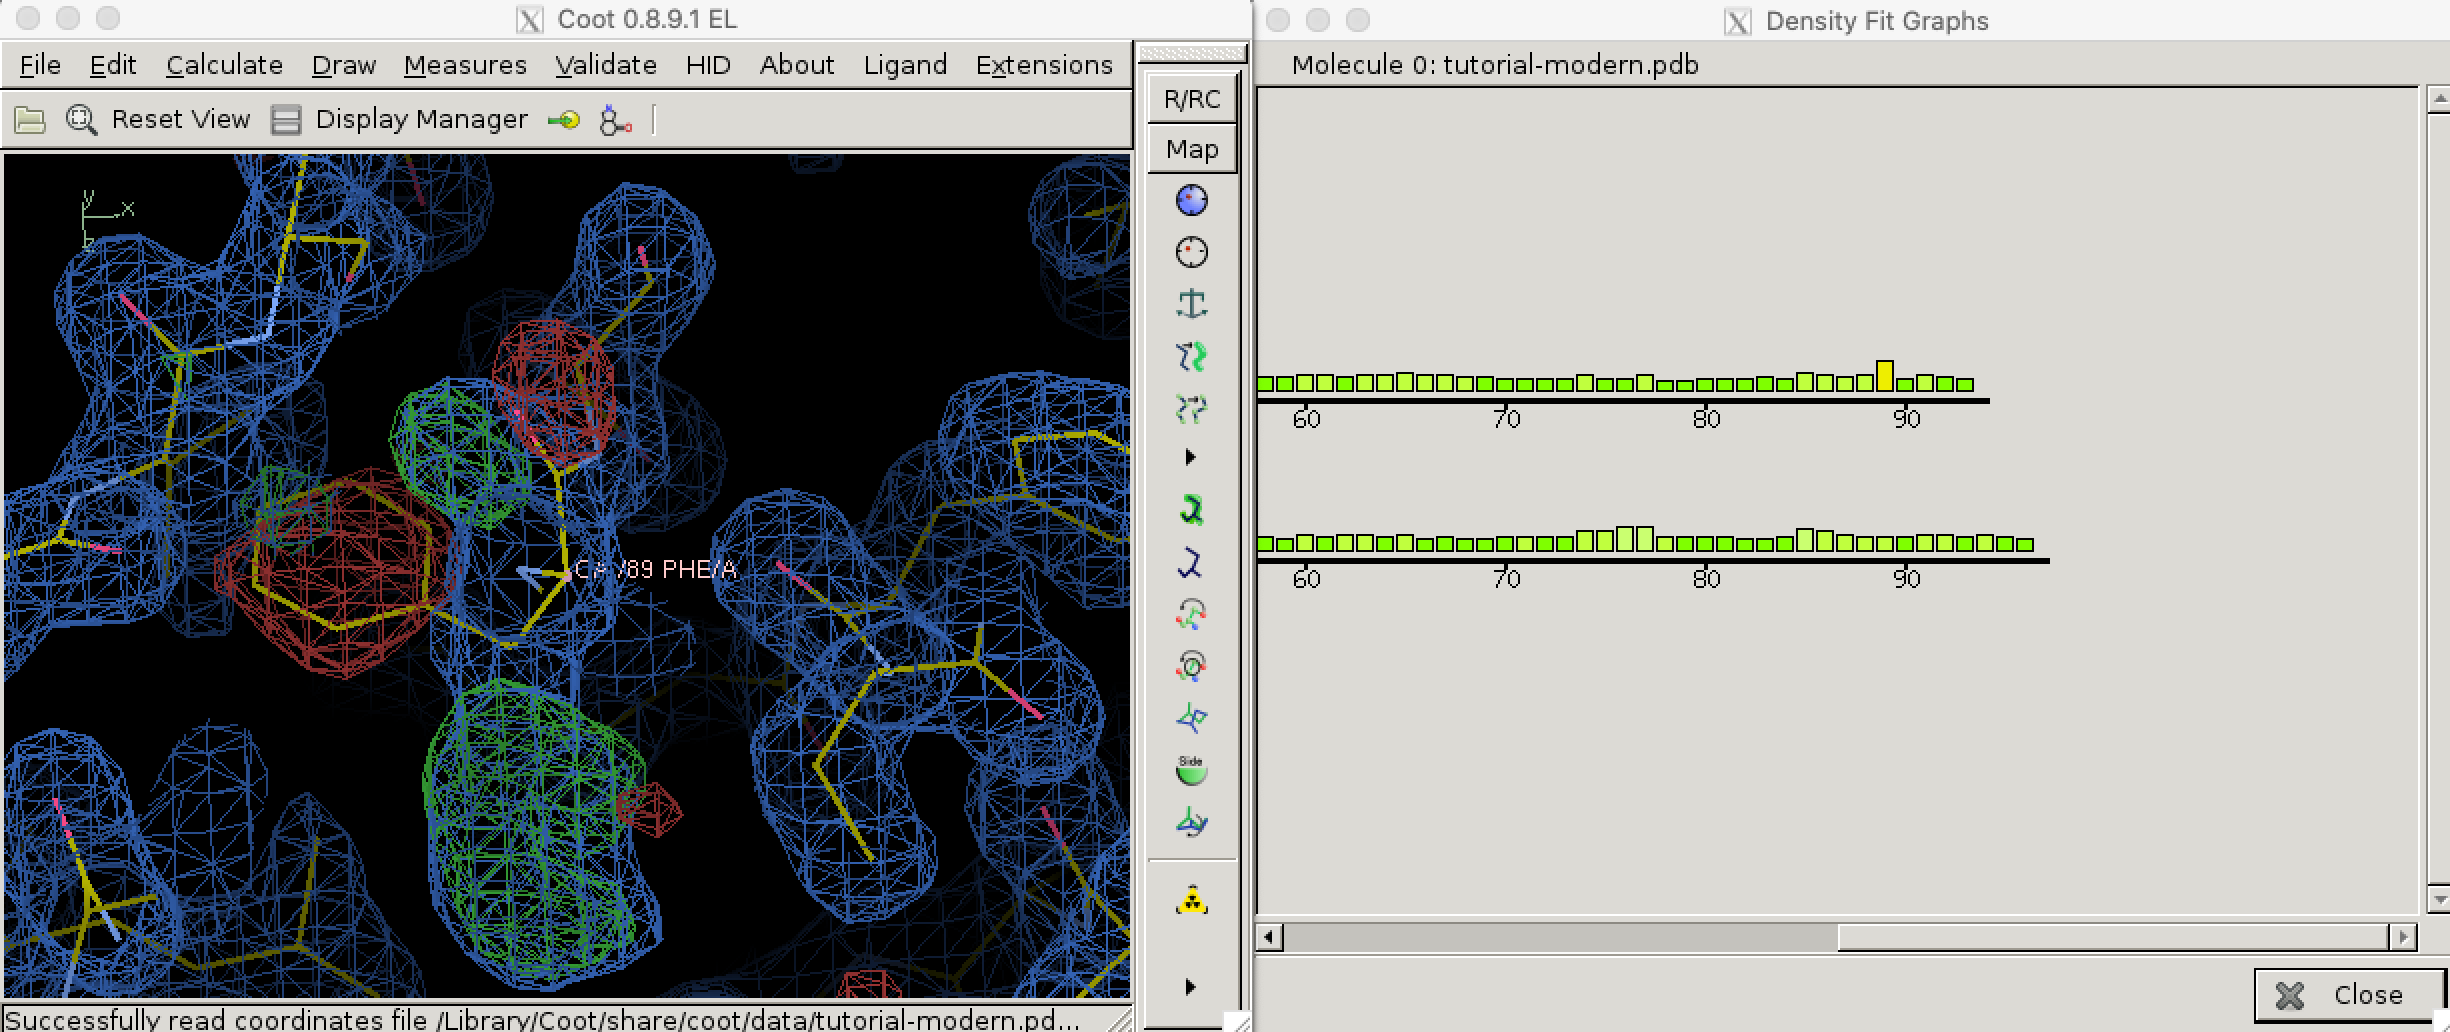 Coot 0.8.9.1 EL
File Edit Calculate Draw Measures Validate HID About Ligand Extensions
Reset View Display Manager
R/RC
Map
y
x
CA /89 PHE/A
Side
Successfully read coordinates file /Library/Coot/share/coot/data/tutorial-modern.pd...
Density Fit Graphs
Molecule 0: tutorial-modern.pdb
60 70 80 90
60 70 80 90
Close